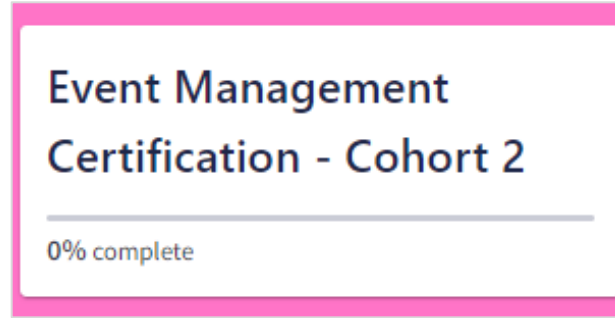 Event Management
Certification - Cohort 2
0% complete